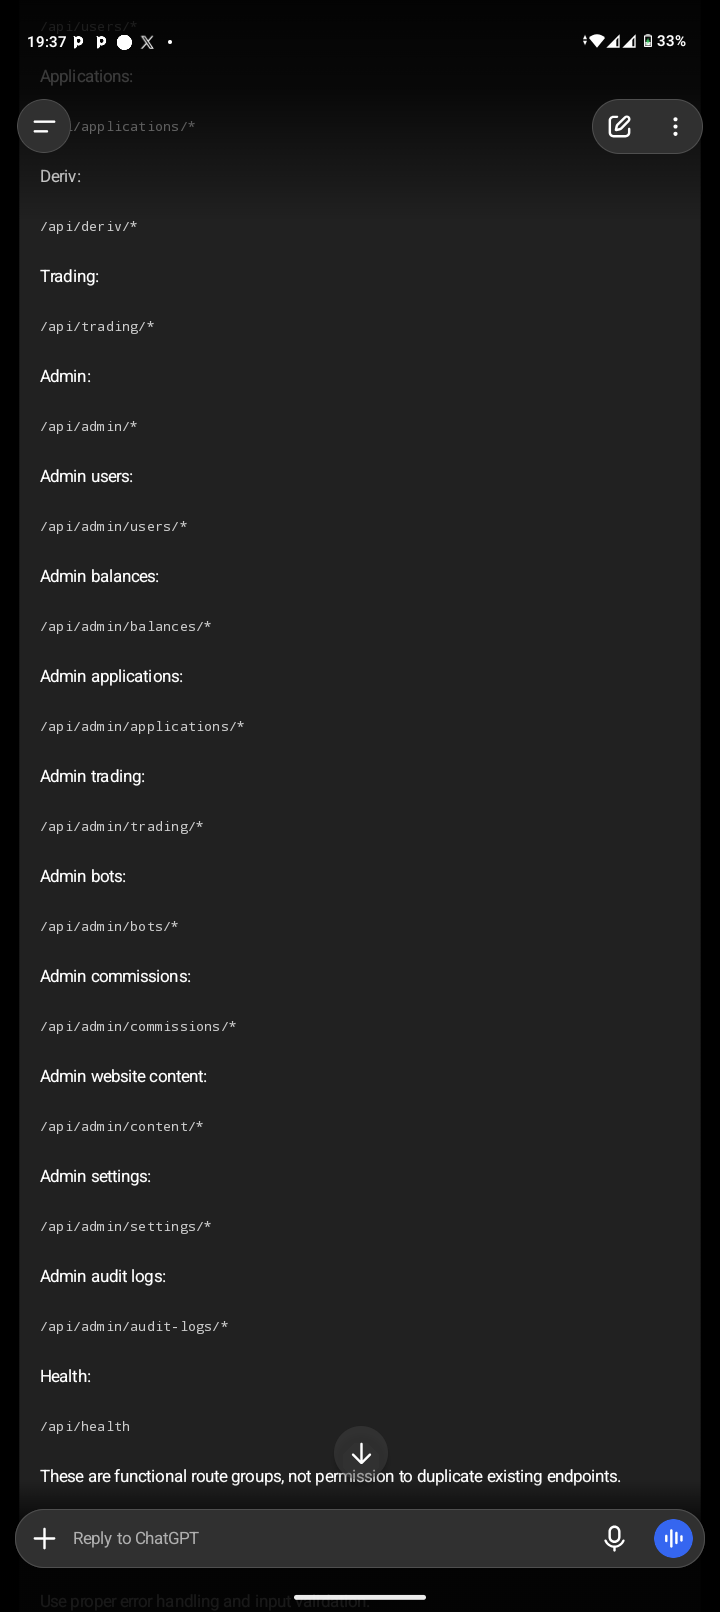 /api/users/*
19:37
33%
Applications:
/applications/*
Deriv:
/api/deriv/*
Trading:
/api/trading/*
Admin:
/api/admin/*
Admin users:
/api/admin/users/*
Admin balances:
/api/admin/balances/*
Admin applications:
/api/admin/applications/*
Admin trading:
/api/admin/trading/*
Admin bots:
/api/admin/bots/*
Admin commissions:
/api/admin/commissions/*
Admin website content:
/api/admin/content/*
Admin settings:
/api/admin/settings/*
Admin audit logs:
/api/admin/audit-logs/*
Health:
/api/health
These are functional route groups, not permission to duplicate existing endpoints.
Reply to ChatGPT
Use proper error handling and input validation.